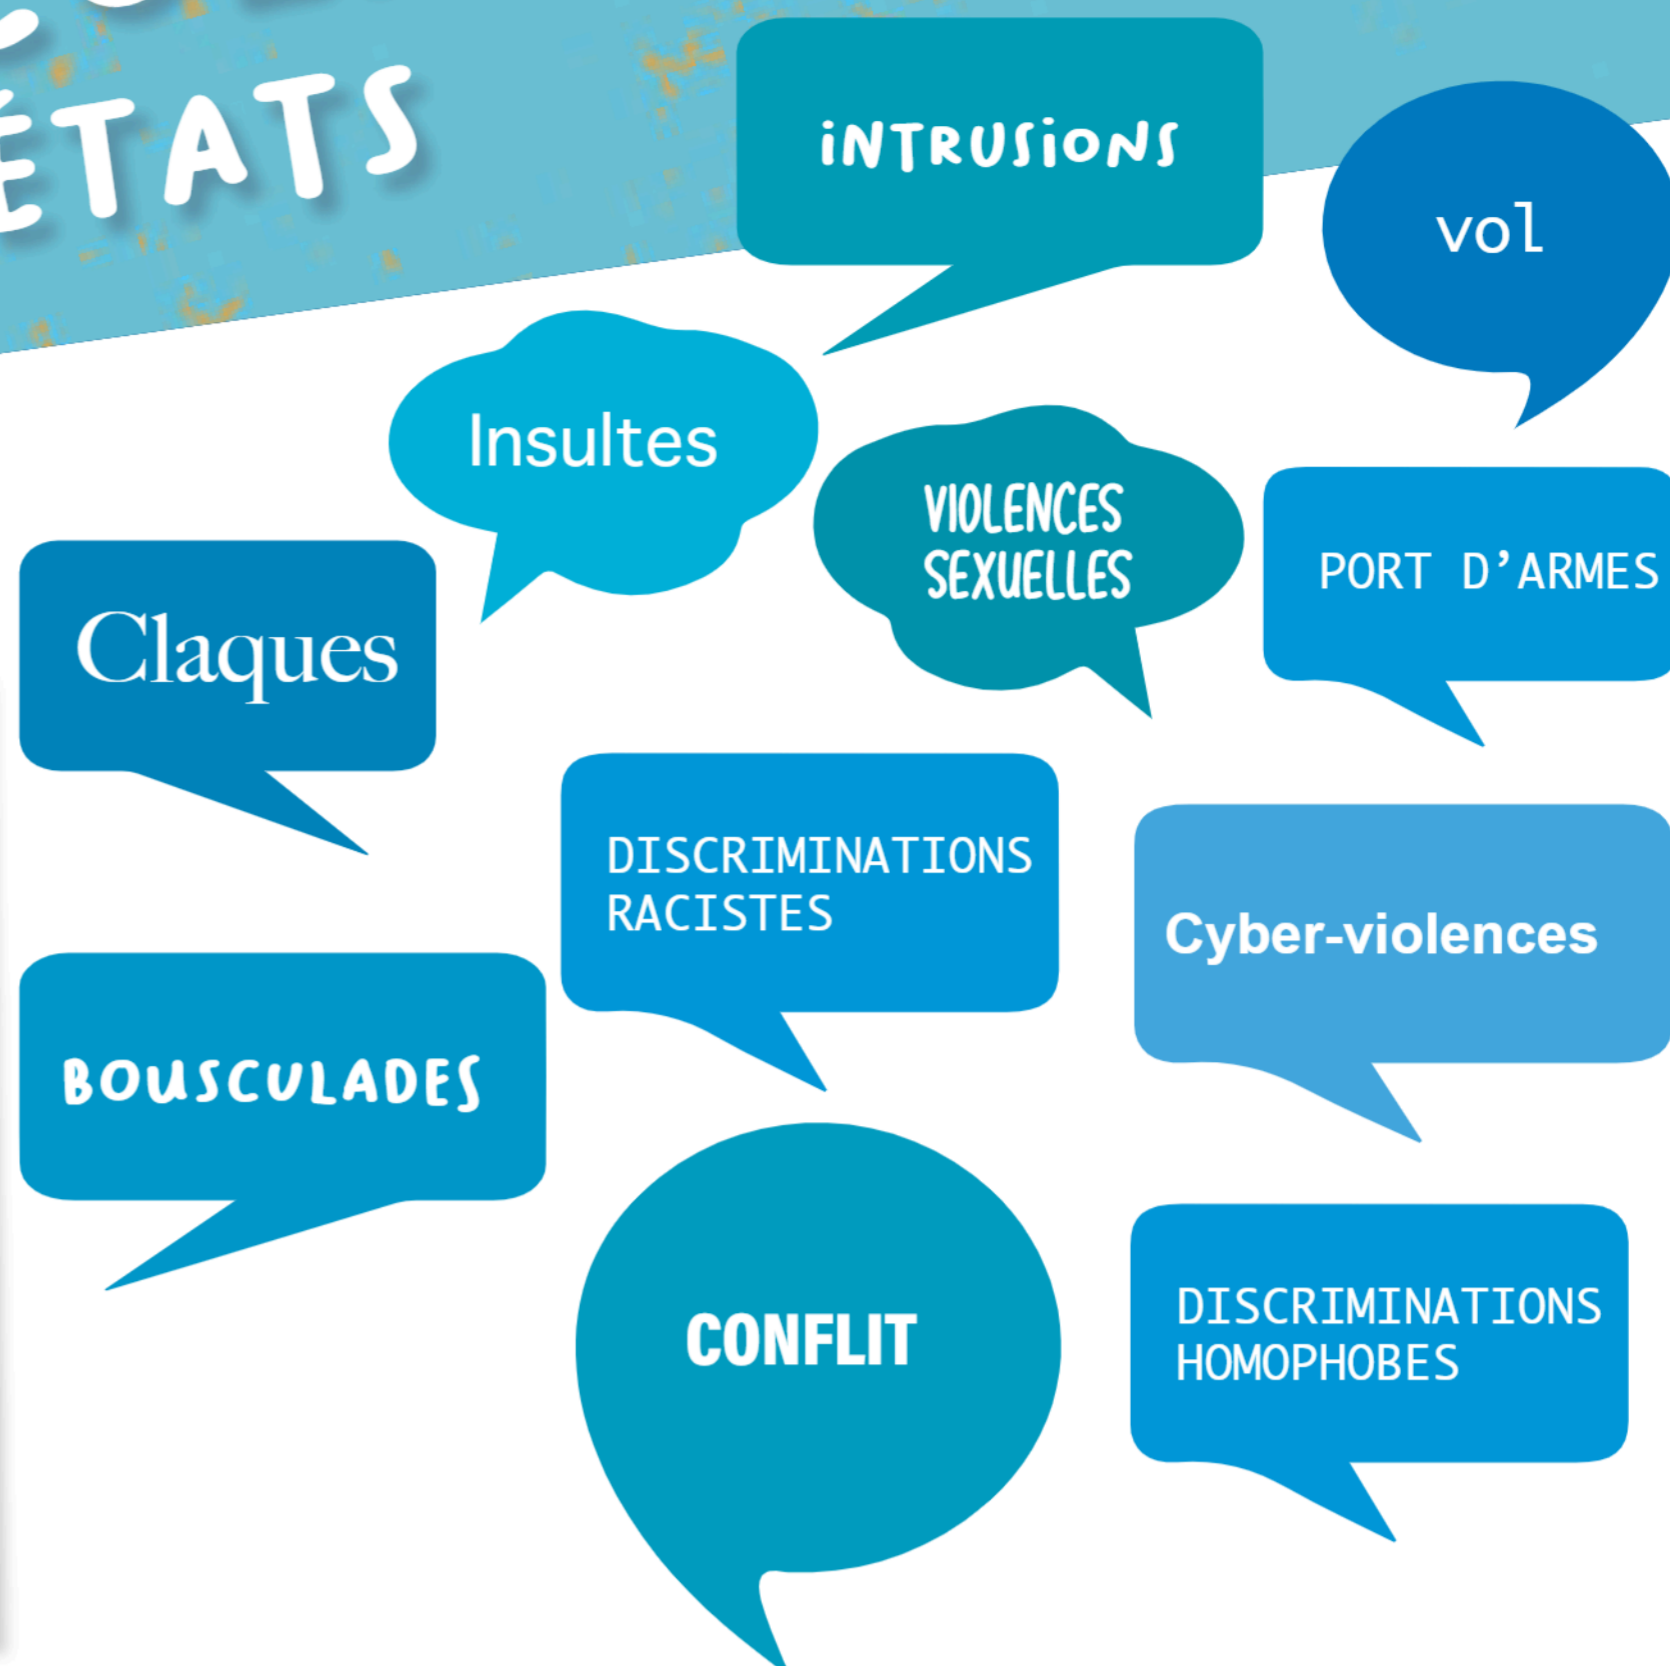 ÉTATS
iNTRUSiONS
vol
Insultes
VIOLENCES
SEXUELLES
PORT D'ARMES
Claques
DISCRIMINATIONS
RACISTES
Cyber-violences
BOUSCULADES
CONFLIT
DISCRIMINATIONS
HOMOPHOBES